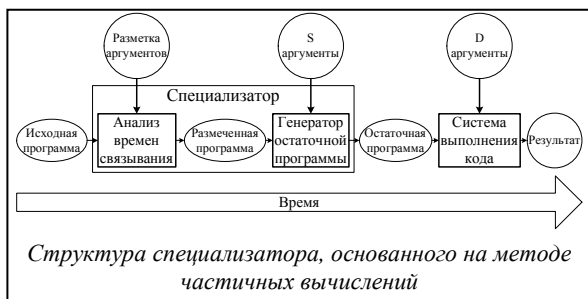 Разметка
аргументов
S
аргументы
D
аргументы
Специализатор
Исходная
программа
Анализ
времен
связывания
Размеченная
программа
Генератор
остаточной
программы
Остаточная
программа
Система
выполнения
кода
Результат
Время
Структура специализатора, основанного на методе
частичных вычислений